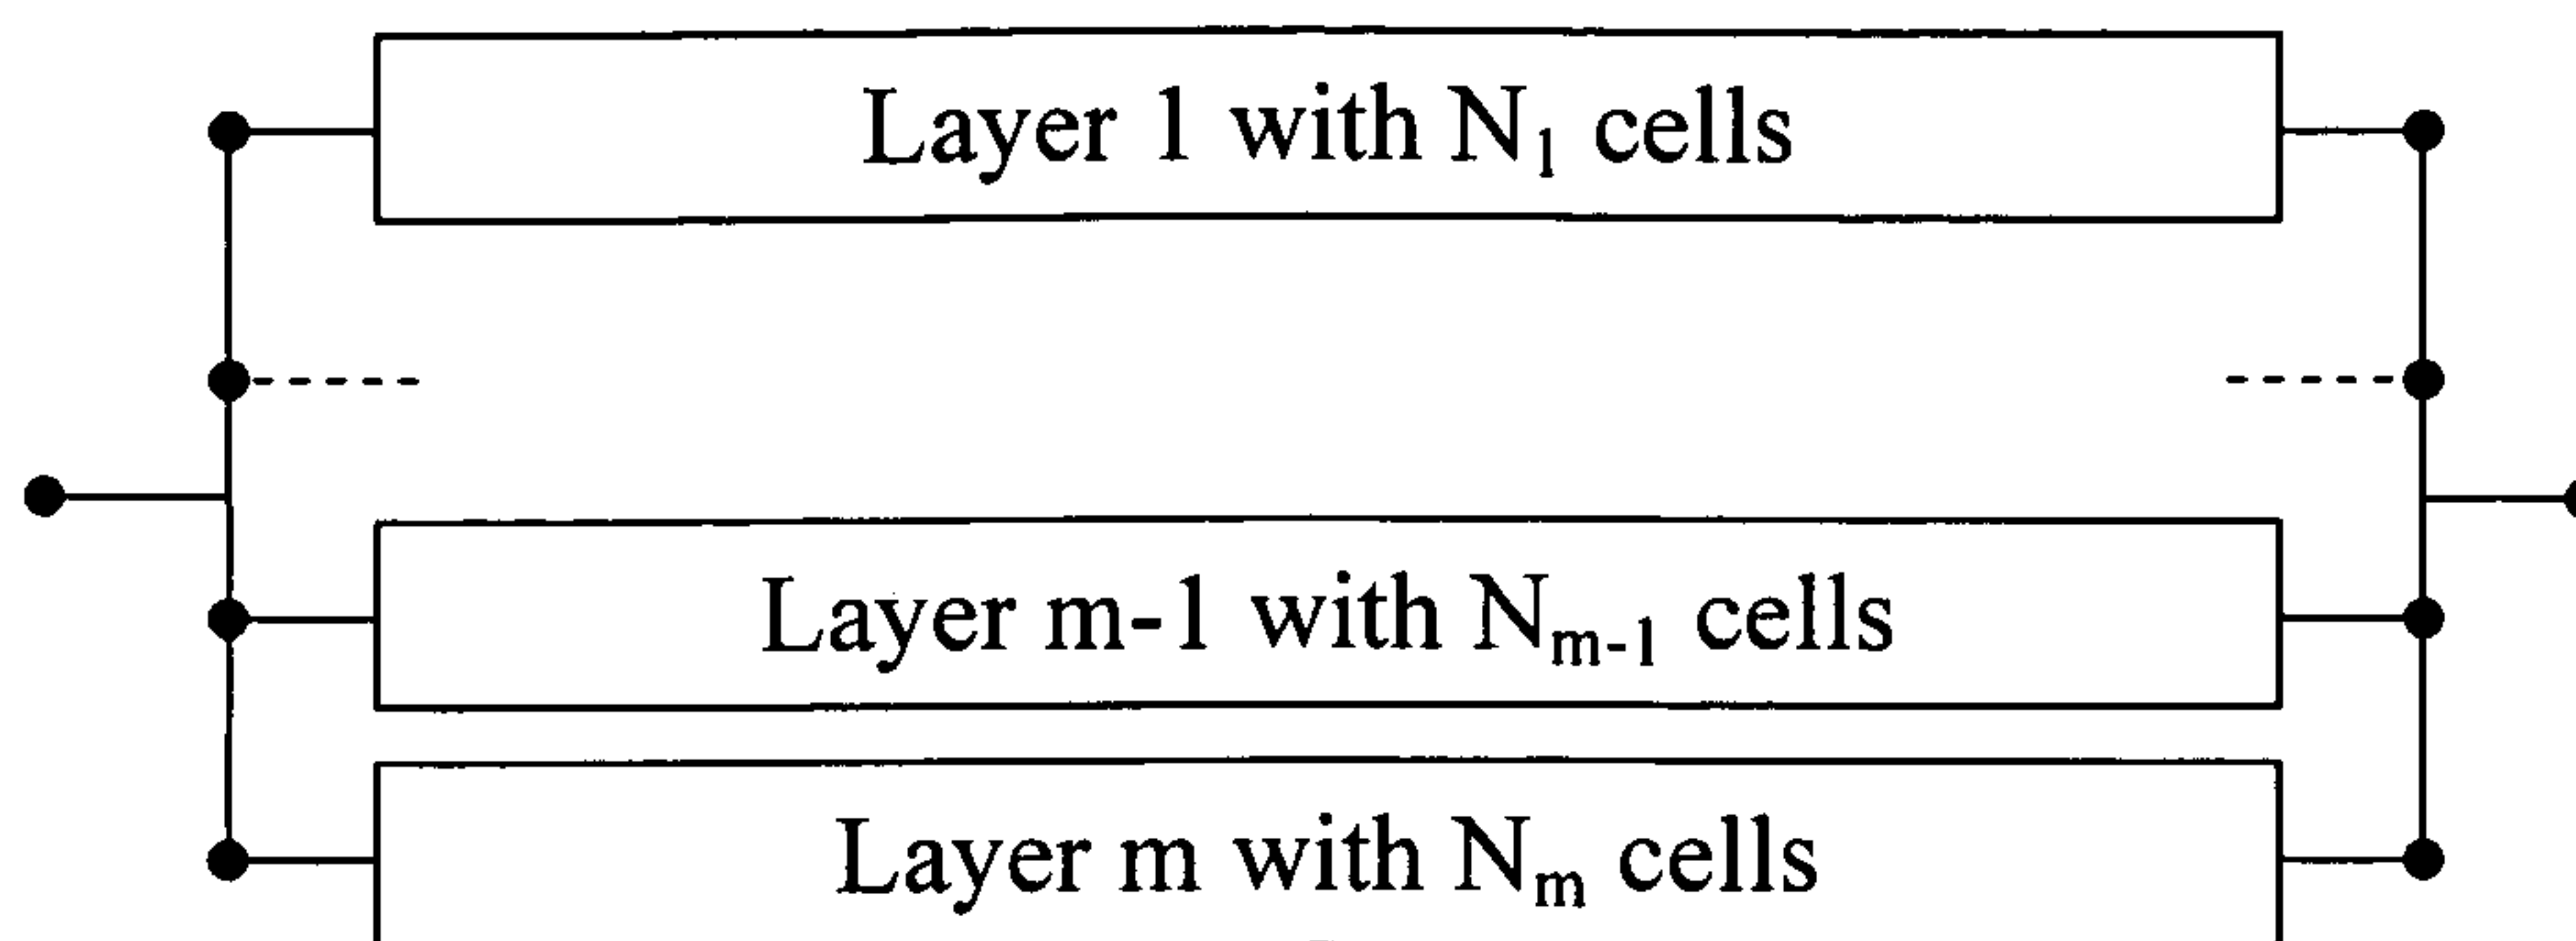 Layer 1 with N₁ cells
Layer m-1 with Nₘ₋₁ cells
Layer m with Nₘ cells